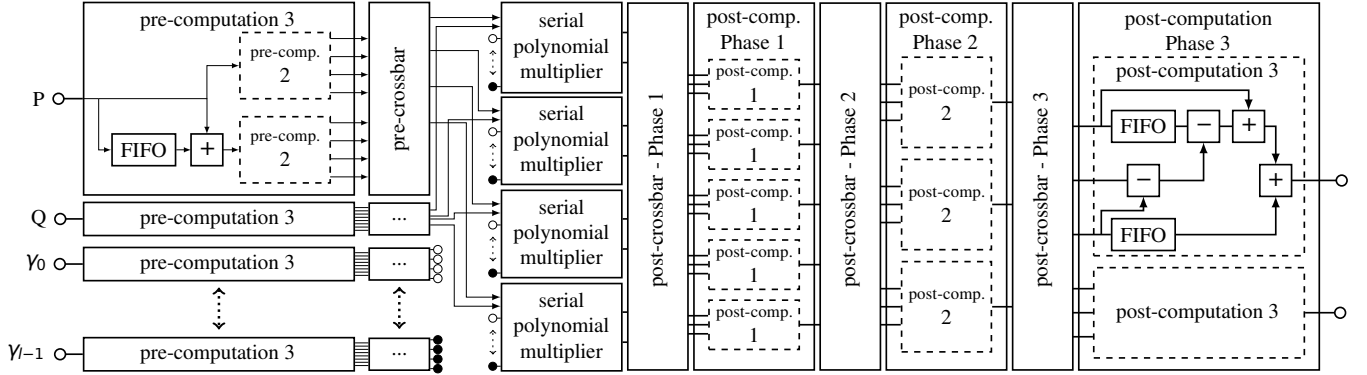 pre-computation 3
pre-comp.
2
P
FIFO
+
pre-comp.
2
pre-crossbar
Q
pre-computation 3
...
γ0
pre-computation 3
...
γl−1
pre-computation 3
...
serial
polynomial
multiplier
serial
polynomial
multiplier
serial
polynomial
multiplier
serial
polynomial
multiplier
post-crossbar - Phase 1
post-comp.
Phase 1
post-comp.
1
post-comp.
1
post-comp.
1
post-comp.
1
post-comp.
1
post-crossbar - Phase 2
post-comp.
Phase 2
post-comp.
2
post-comp.
2
post-comp.
2
post-crossbar - Phase 3
post-computation
Phase 3
post-computation 3
FIFO
−
+
−
+
FIFO
post-computation 3